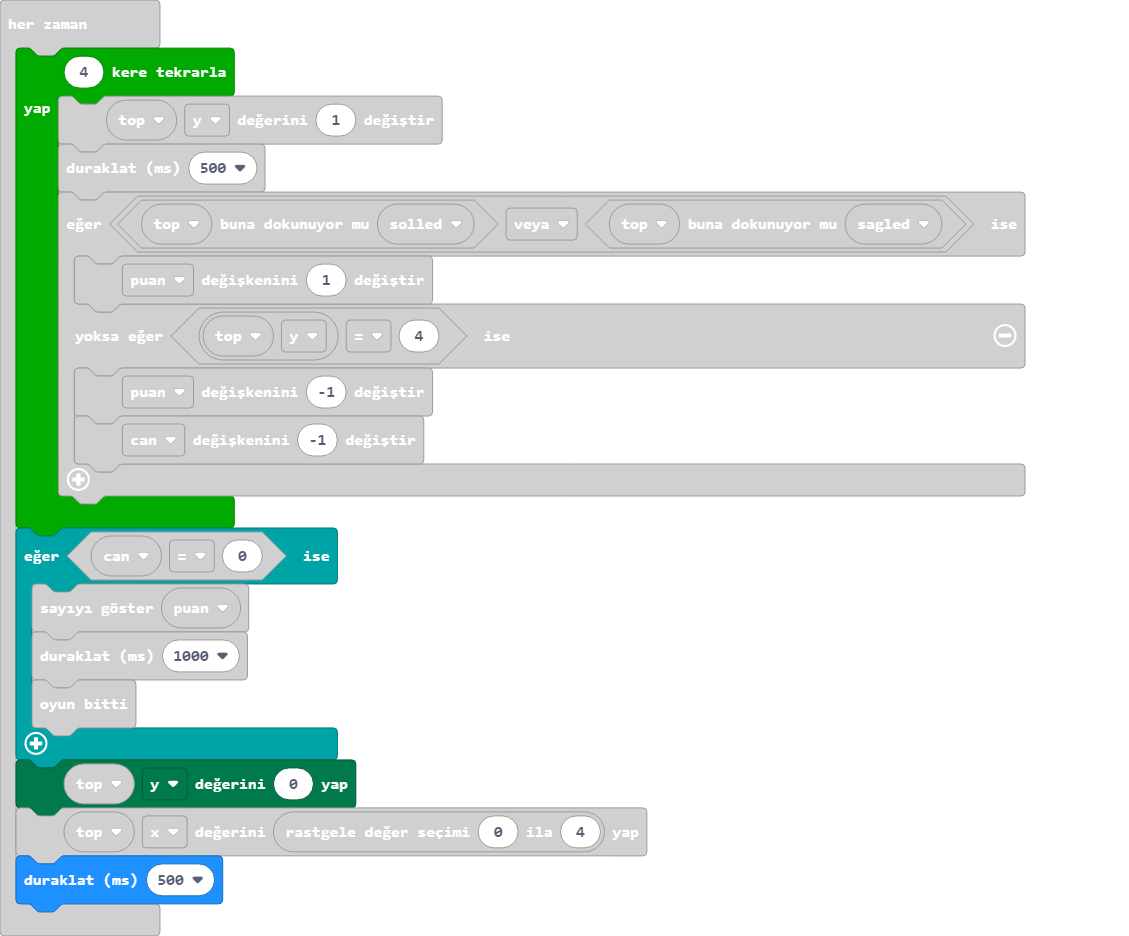 her zaman
4 kere tekrarla
yap
top y değerini 1 değiştir
duraklat (ms) 500
eğer top buna dokunuyor mu solled veya top buna dokunuyor mu sagled ise
puan değişkenini 1 değiştir
yoksa eğer top y = 4 ise
puan değişkenini -1 değiştir
can değişkenini -1 değiştir
eğer can = 0 ise
sayıyı göster puan
duraklat (ms) 1000
oyun bitti
top y değerini 0 yap
top x değerini rastgele değer seçimi 0 ila 4 yap
duraklat (ms) 500